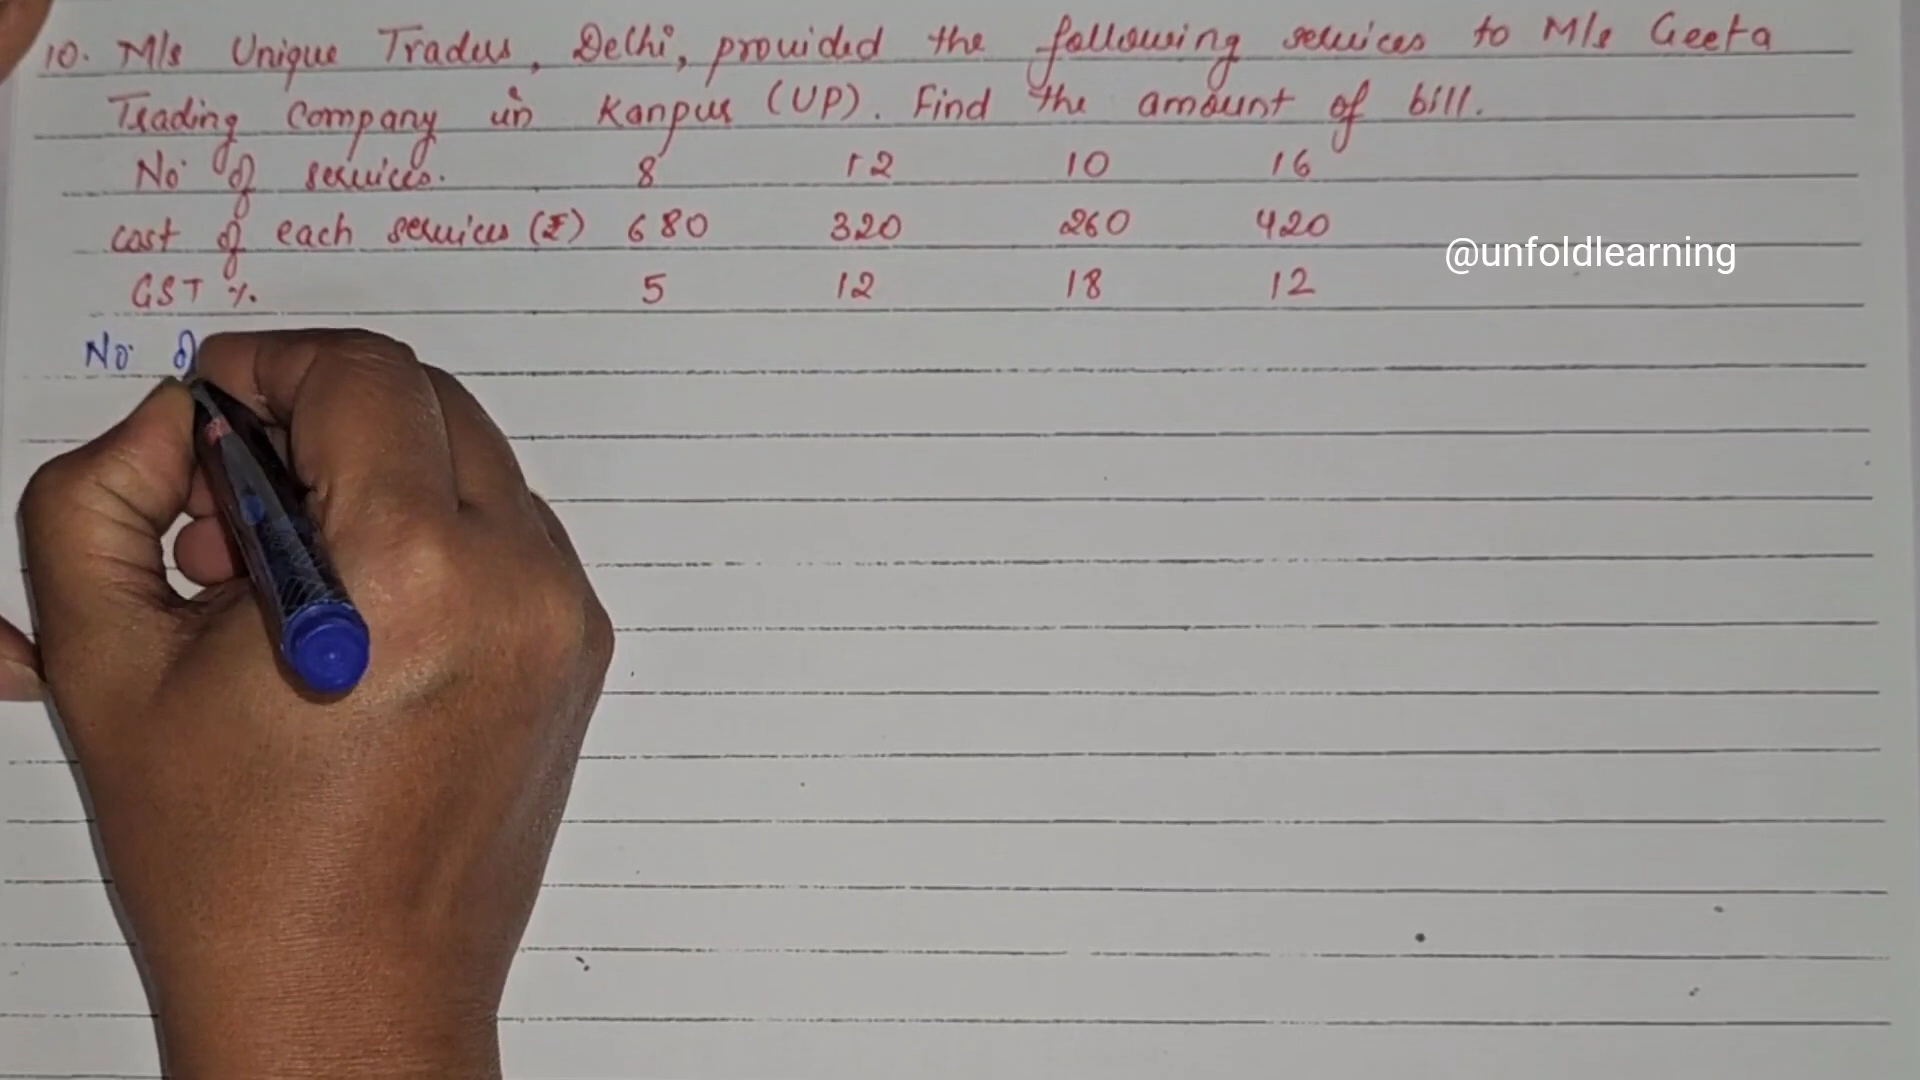 10. M/s Unique Traders, Delhi, provided the following services to M/s Geeta
Trading Company in Kanpur (UP). Find the amount of bill.
No of services. 8 12 10 16
Cost of each services (₹) 680 320 260 420
@unfoldlearning
GST %. 5 12 18 12
No of